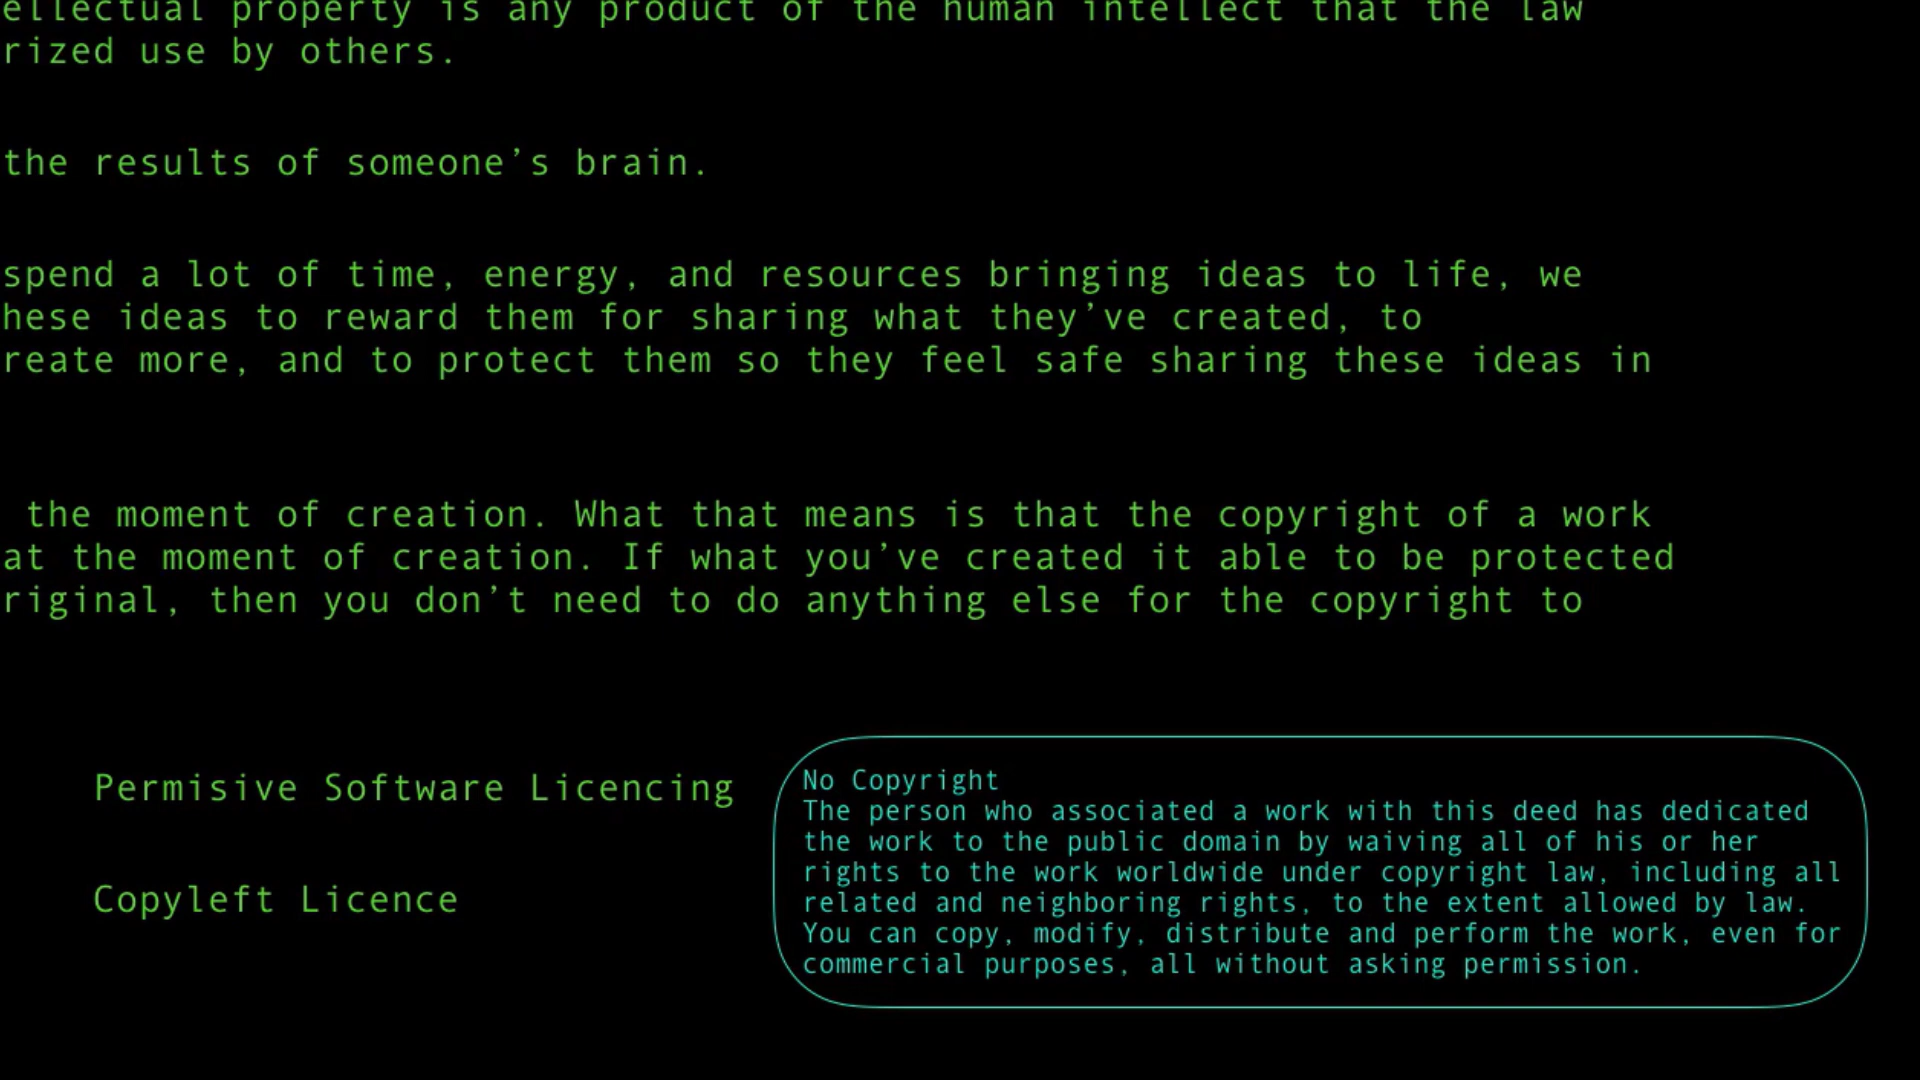 ellectual property is any product of the human intellect that the law
rized use by others.
the results of someone’s brain.
spend a lot of time, energy, and resources bringing ideas to life, we
hese ideas to reward them for sharing what they’ve created, to
reate more, and to protect them so they feel safe sharing these ideas in
the moment of creation. What that means is that the copyright of a work
at the moment of creation. If what you’ve created it able to be protected
riginal, then you don’t need to do anything else for the copyright to
Permisive Software Licencing
Copyleft Licence
No Copyright
The person who associated a work with this deed has dedicated
the work to the public domain by waiving all of his or her
rights to the work worldwide under copyright law, including all
related and neighboring rights, to the extent allowed by law.
You can copy, modify, distribute and perform the work, even for
commercial purposes, all without asking permission.